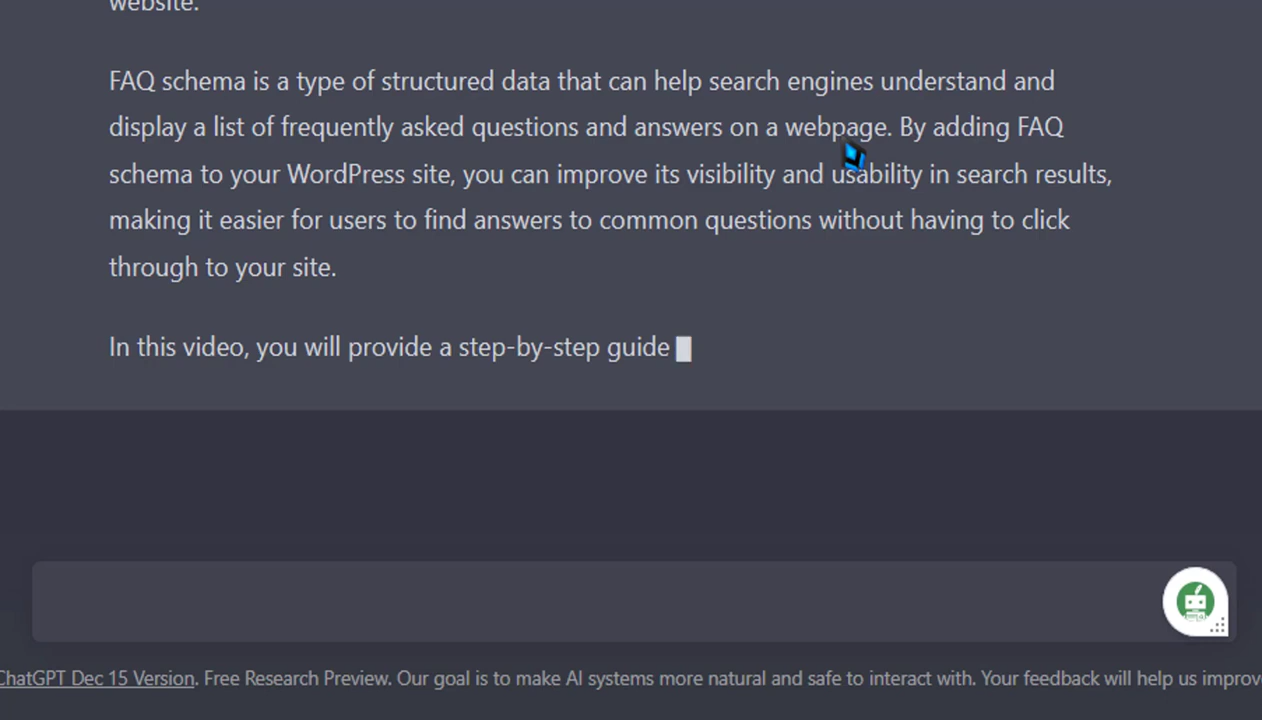 website.
FAQ schema is a type of structured data that can help search engines understand and
display a list of frequently asked questions and answers on a webpage. By adding FAQ
schema to your WordPress site, you can improve its visibility and usability in search results,
making it easier for users to find answers to common questions without having to click
through to your site.
In this video, you will provide a step-by-step guide
ChatGPT Dec 15 Version. Free Research Preview. Our goal is to make AI systems more natural and safe to interact with. Your feedback will help us improv